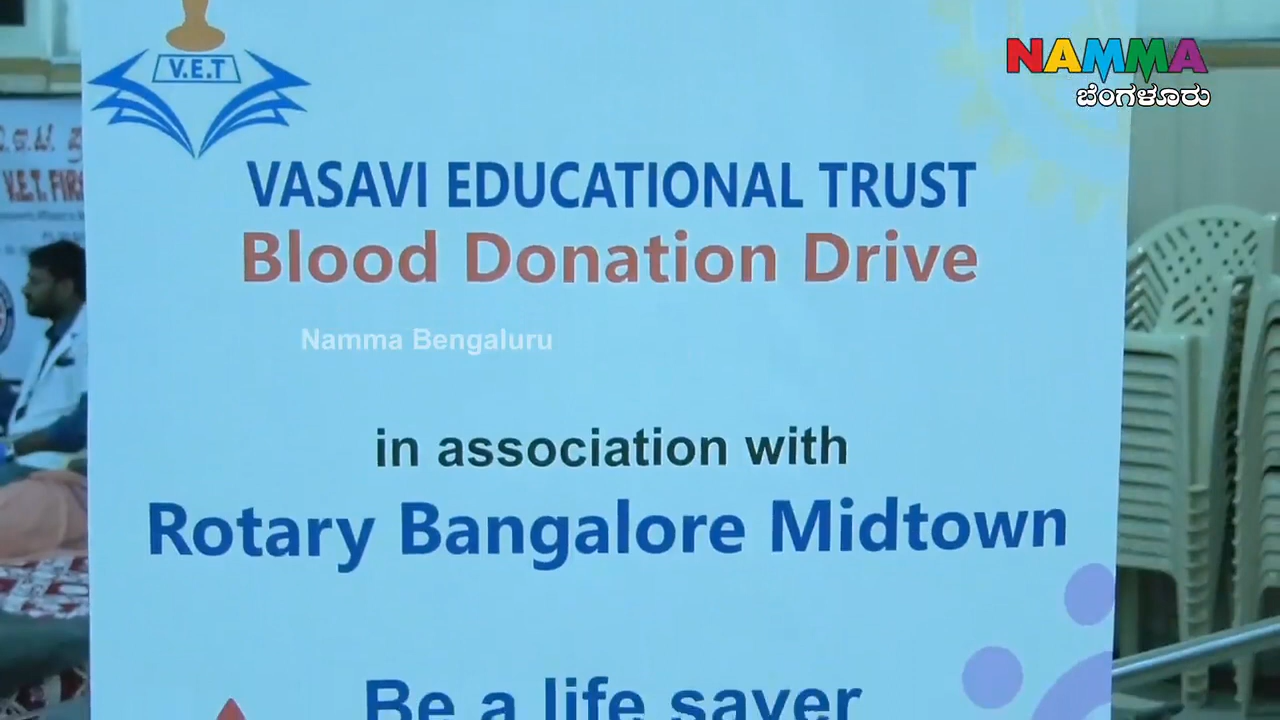 NAMMA
ಬೆಂಗಳೂರು
V.E.T
V.E.T. FIRS
VASAVI EDUCATIONAL TRUST
Blood Donation Drive
Namma Bengaluru
in association with
Rotary Bangalore Midtown
Be a life saver